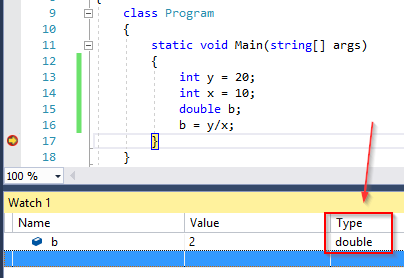 9 class Program
10 {
11 static void Main(string[] args)
12 {
13 int y = 20;
14 int x = 10;
15 double b;
16 b = y/x;
17 }
18 }
100 %
Watch 1
Name Value Type
b 2 double